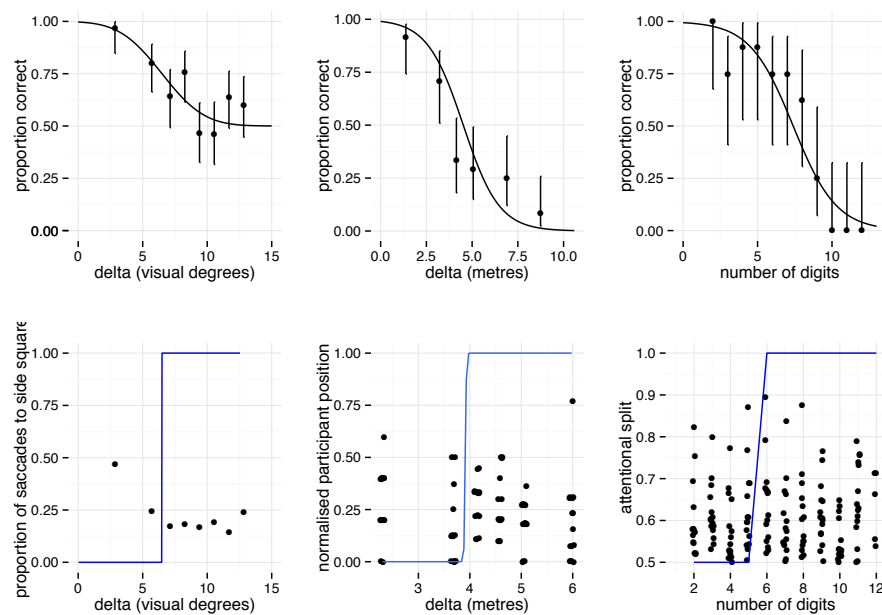 1.00
0.75
0.50
0.25
0.00
proportion correct
0 5 10 15
delta (visual degrees)
1.00
0.75
0.50
0.25
0.00
proportion correct
0.0 2.5 5.0 7.5 10.0
delta (metres)
1.00
0.75
0.50
0.25
0.00
proportion correct
0 5 10
number of digits
1.00
0.75
0.50
0.25
0.00
proportion of saccades to side square
0 5 10 15
delta (visual degrees)
1.00
0.75
0.50
0.25
0.00
normalised participant position
3 4 5 6
delta (metres)
1.0
0.9
0.8
0.7
0.6
0.5
attentional split
2 4 6 8 10 12
number of digits